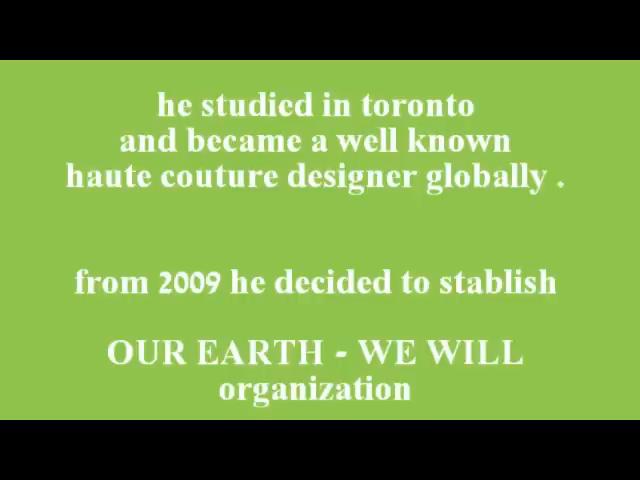 he studied in toronto
and became a well known
haute couture designer globally .
from 2009 he decided to stablish
OUR EARTH - WE WILL
organization